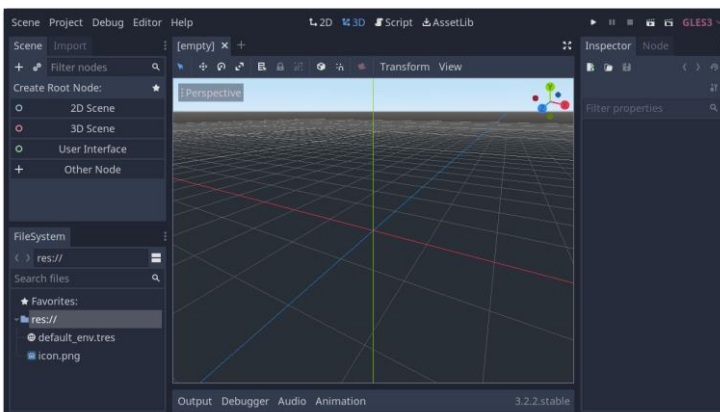 Scene Project Debug Editor Help
2D 3D Script AssetLib
GLES3
Scene Import
Filter nodes
Create Root Node:
2D Scene
3D Scene
User Interface
Other Node
FileSystem
res://
Search files
Favorites:
res://
default_env.tres
icon.png
[empty]
Transform View
Perspective
Output Debugger Audio Animation
3.2.2.stable
Inspector Node
Filter properties